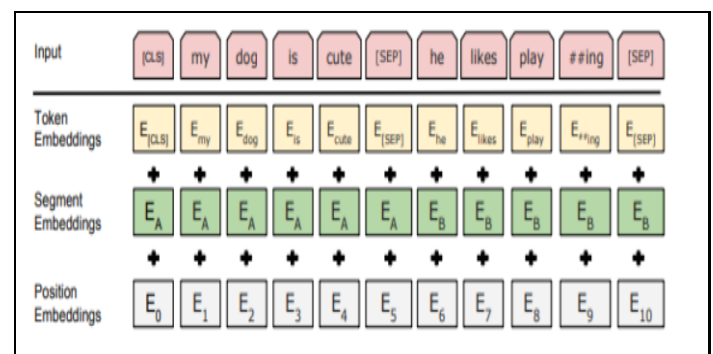 Input [CLS] my dog is cute [SEP] he likes play ##ing [SEP]
Token
Embeddings E[CLS] Emy Edog Eis Ecute E[SEP] Ehe Elikes Eplay E##ing E[SEP]
+ + + + + + + + + + +
Segment
Embeddings EA EA EA EA EA EA EB EB EB EB EB
+ + + + + + + + + + +
Position
Embeddings E0 E1 E2 E3 E4 E5 E6 E7 E8 E9 E10